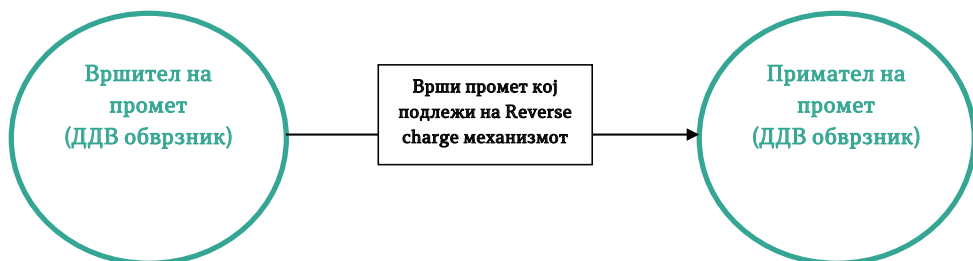 Вршител на
промет
(ДДВ обврзник)
Врши промет кој
подлежи на Reverse
charge механизмот
Примател на
промет
(ДДВ обврзник)